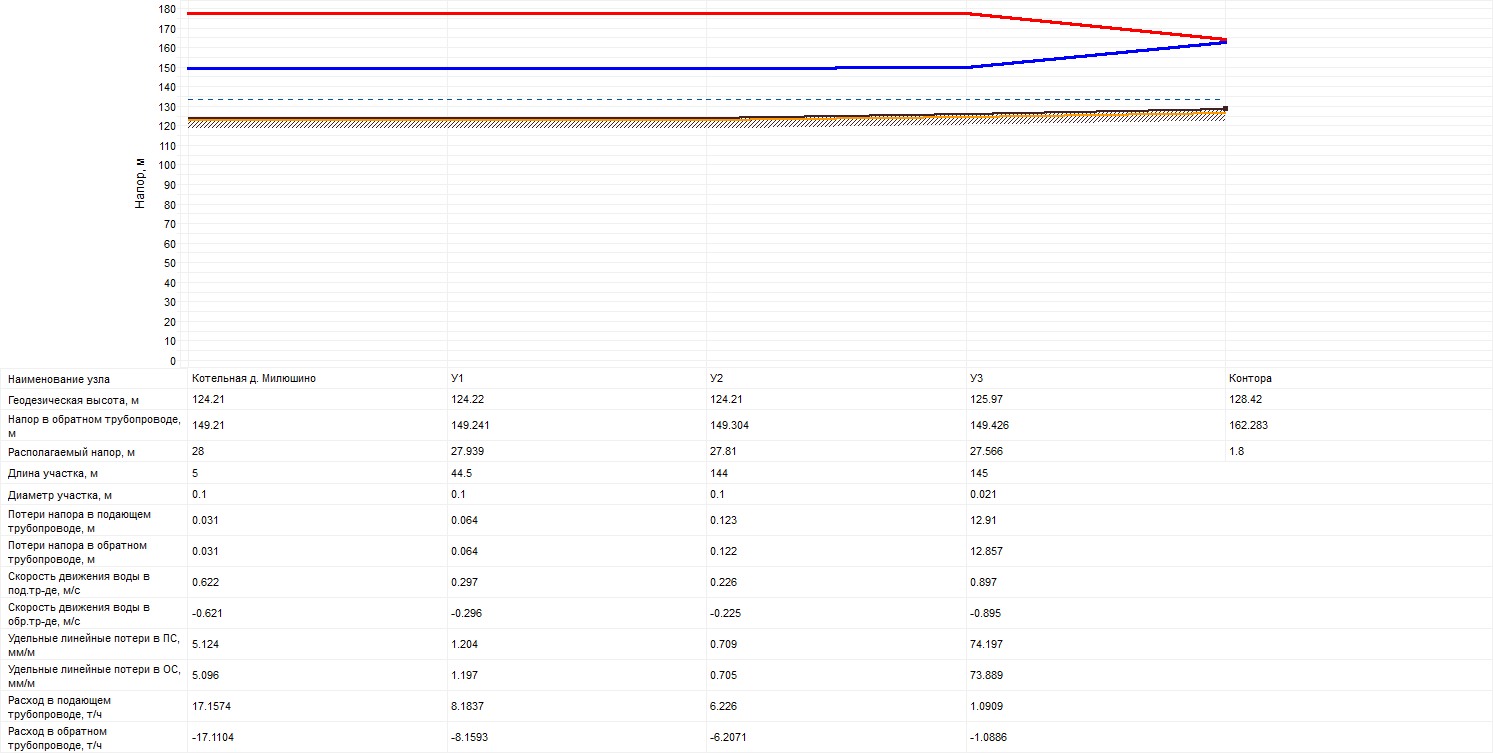 180
170
160
150
140
130
120
110
100
90
80
70
60
50
40
30
20
10
0
Напор, м
Наименование узла Котельная д. Милюшино У1 У2 У3 Контора
Геодезическая высота, м 124.21 124.22 124.21 125.97 128.42
Напор в обратном трубопроводе,
м 149.21 149.241 149.304 149.426 162.283
Располагаемый напор, м 28 27.939 27.81 27.566 1.8
Длина участка, м 5 44.5 144 145
Диаметр участка, м 0.1 0.1 0.1 0.021
Потери напора в подающем
трубопроводе, м 0.031 0.064 0.123 12.91
Потери напора в обратном
трубопроводе, м 0.031 0.064 0.122 12.857
Скорость движения воды в
под.тр-де, м/с 0.622 0.297 0.226 0.897
Скорость движения воды в
обр.тр-де, м/с -0.621 -0.296 -0.225 -0.895
Удельные линейные потери в ПС,
мм/м 5.124 1.204 0.709 74.197
Удельные линейные потери в ОС,
мм/м 5.096 1.197 0.705 73.889
Расход в подающем
трубопроводе, т/ч 17.1574 8.1837 6.226 1.0909
Расход в обратном
трубопроводе, т/ч -17.1104 -8.1593 -6.2071 -1.0886